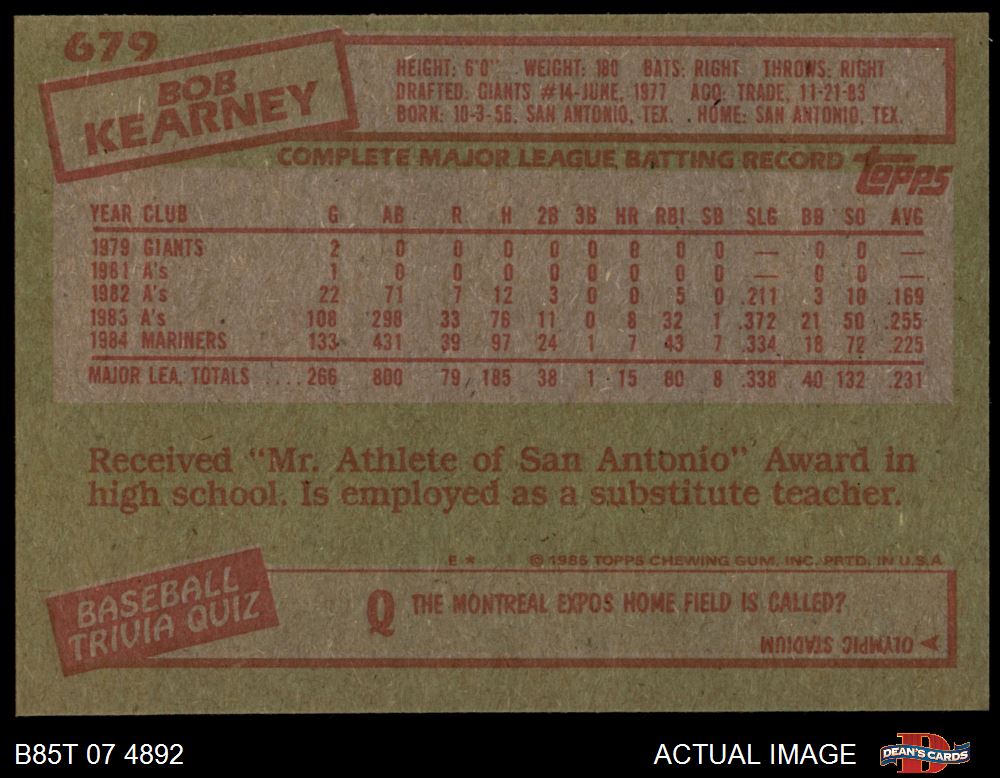 679
BOB
KEARNEY
HEIGHT: 6'0" WEIGHT: 180 BATS: RIGHT THROWS: RIGHT
DRAFTED: GIANTS #14-JUNE, 1977 ACQ: TRADE, 11-21-83
BORN: 10-3-56, SAN ANTONIO, TEX. HOME: SAN ANTONIO, TEX.
COMPLETE MAJOR LEAGUE BATTING RECORD topps
YEAR CLUB G AB R H 2B 3B HR RBI SB SLG BB SO AVG
1979 GIANTS 2 0 0 0 0 0 0 0 0 — 0 0 —
1981 A's 1 0 0 0 0 0 0 0 0 — 0 0 —
1982 A's 22 71 7 12 3 0 0 5 0 .211 3 10 .169
1983 A's 108 298 33 76 11 0 8 32 1 .372 21 50 .255
1984 MARINERS 133 431 39 97 24 1 7 43 7 .334 18 72 .225
MAJOR LEA. TOTALS .... 266 800 79 185 38 1 15 80 8 .338 40 132 .231
Received "Mr. Athlete of San Antonio" Award in
high school. Is employed as a substitute teacher.
E* © 1985 TOPPS CHEWING GUM, INC. PRTD. IN U.S.A.
BASEBALL
TRIVIA QUIZ
Q THE MONTREAL EXPOS HOME FIELD IS CALLED?
A OLYMPIC STADIUM
B85T 07 4892
ACTUAL IMAGE
D
DEAN'S CARDS